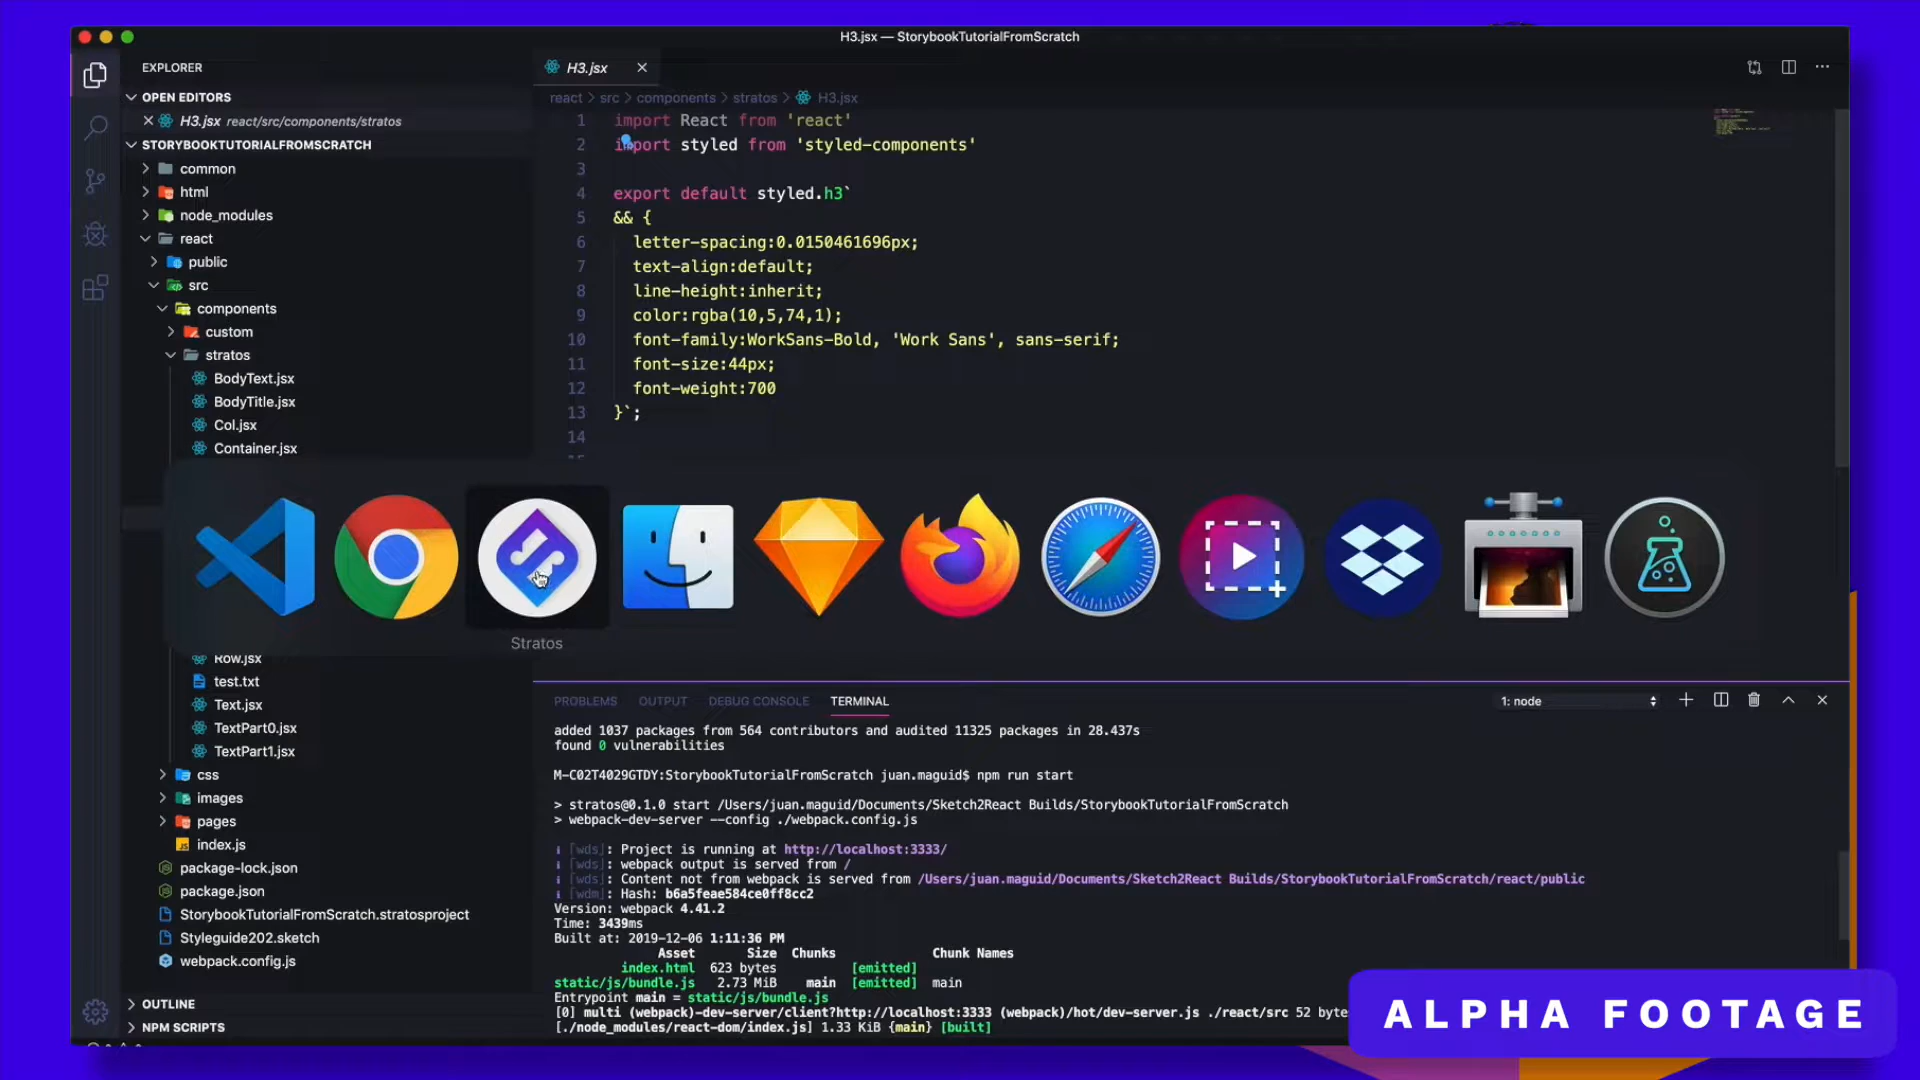 H3.jsx — StorybookTutorialFromScratch
EXPLORER
OPEN EDITORS
H3.jsx react/src/components/stratos
STORYBOOKTUTORIALFROMSCRATCH
common
html
node_modules
react
public
src
components
custom
stratos
BodyText.jsx
BodyTitle.jsx
Col.jsx
Container.jsx
Row.jsx
test.txt
Text.jsx
TextPart0.jsx
TextPart1.jsx
css
images
pages
index.js
package-lock.json
package.json
StorybookTutorialFromScratch.stratosproject
Styleguide202.sketch
webpack.config.js
OUTLINE
NPM SCRIPTS
H3.jsx
react > src > components > stratos > H3.jsx
1 import React from 'react'
2 import styled from 'styled-components'
3
4 export default styled.h3`
5 && {
6 letter-spacing:0.0150461696px;
7 text-align:default;
8 line-height:inherit;
9 color:rgba(10,5,74,1);
10 font-family:WorkSans-Bold, 'Work Sans', sans-serif;
11 font-size:44px;
12 font-weight:700
13 }`;
14
Stratos
PROBLEMS OUTPUT DEBUG CONSOLE TERMINAL 1: node
added 1037 packages from 564 contributors and audited 11325 packages in 28.437s
found 0 vulnerabilities
M-C02T4029GTDY:StorybookTutorialFromScratch juan.maguid$ npm run start
> stratos@0.1.0 start /Users/juan.maguid/Documents/Sketch2React Builds/StorybookTutorialFromScratch
> webpack-dev-server --config ./webpack.config.js
i ｢wds｣: Project is running at http://localhost:3333/
i ｢wds｣: webpack output is served from /
i ｢wds｣: Content not from webpack is served from /Users/juan.maguid/Documents/Sketch2React Builds/StorybookTutorialFromScratch/react/public
i ｢wdm｣: Hash: b6a5feae584ce0ff8cc2
Version: webpack 4.41.2
Time: 3439ms
Built at: 2019-12-06 1:11:36 PM
Asset Size Chunks Chunk Names
index.html 623 bytes [emitted]
static/js/bundle.js 2.73 MiB main [emitted] main
Entrypoint main = static/js/bundle.js
[0] multi (webpack)-dev-server/client?http://localhost:3333 (webpack)/hot/dev-server.js ./react/src 52 bytes
[./node_modules/react-dom/index.js] 1.33 KiB {main} [built]
ALPHA FOOTAGE